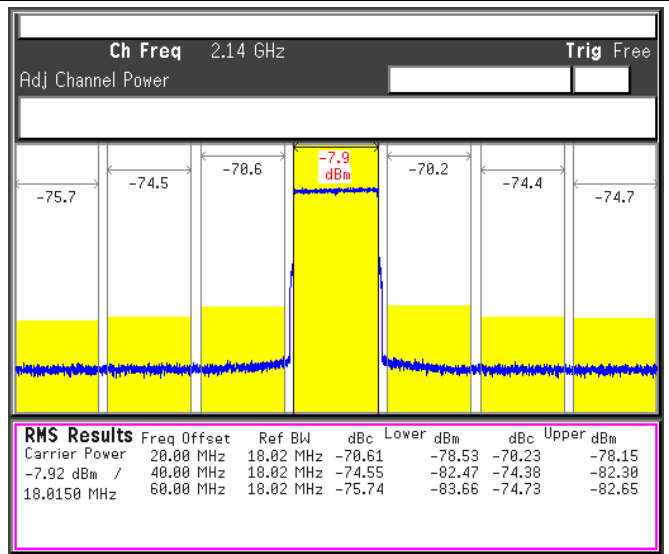 Ch Freq 2.14 GHz Trig Free
Adj Channel Power
-75.7 -74.5 -70.6 -7.9 dBm -70.2 -74.4 -74.7
RMS Results Freq Offset Ref BW dBc Lower dBm dBc Upper dBm
Carrier Power 20.00 MHz 18.02 MHz -70.61 -78.53 -70.23 -78.15
-7.92 dBm / 40.00 MHz 18.02 MHz -74.55 -82.47 -74.38 -82.30
18.0150 MHz 60.00 MHz 18.02 MHz -75.74 -83.66 -74.73 -82.65